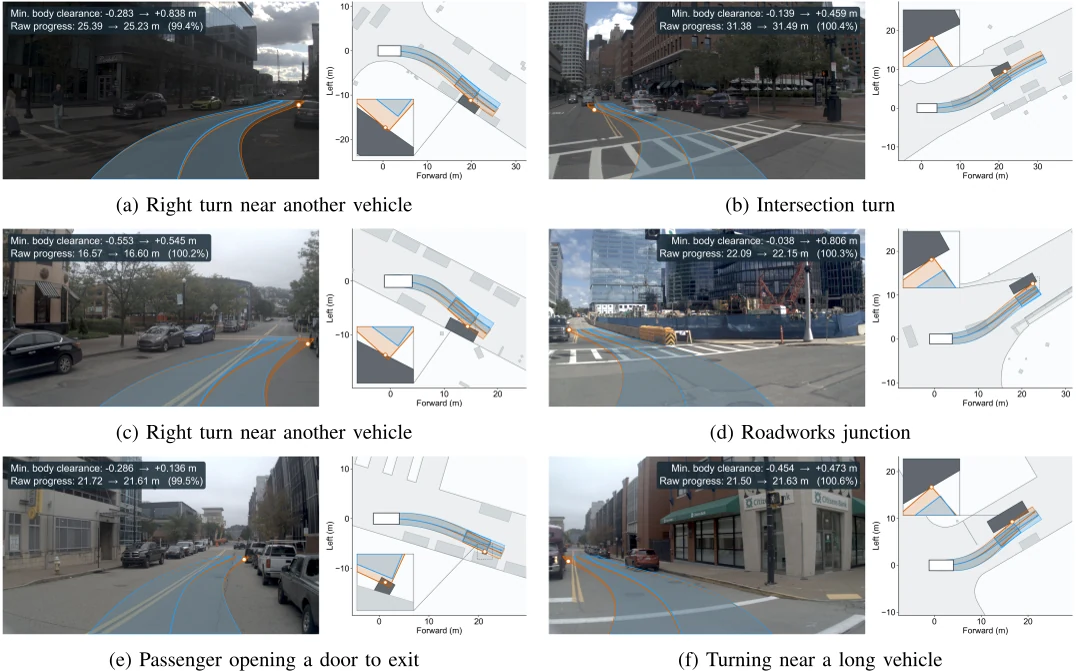 Min. body clearance: -0.283 → +0.838 m
Raw progress: 25.39 → 25.23 m (99.4%)
10
0
−10
−20
Left (m)
0 10 20 30
Forward (m)
(a) Right turn near another vehicle
Min. body clearance: -0.139 → +0.459 m
Raw progress: 31.38 → 31.49 m (100.4%)
20
10
0
−10
Left (m)
0 10 20 30
Forward (m)
(b) Intersection turn
Min. body clearance: -0.553 → +0.545 m
Raw progress: 16.57 → 16.60 m (100.2%)
0
−10
Left (m)
0 10 20
Forward (m)
(c) Right turn near another vehicle
Min. body clearance: -0.038 → +0.806 m
Raw progress: 22.09 → 22.15 m (100.3%)
20
10
0
−10
Left (m)
0 10 20 30
Forward (m)
(d) Roadworks junction
Min. body clearance: -0.286 → +0.136 m
Raw progress: 21.72 → 21.61 m (99.5%)
10
0
−10
Left (m)
0 10 20
Forward (m)
(e) Passenger opening a door to exit
Min. body clearance: -0.454 → +0.473 m
Raw progress: 21.50 → 21.63 m (100.6%)
Citizens Bank
20
10
0
−10
Left (m)
0 10 20
Forward (m)
(f) Turning near a long vehicle